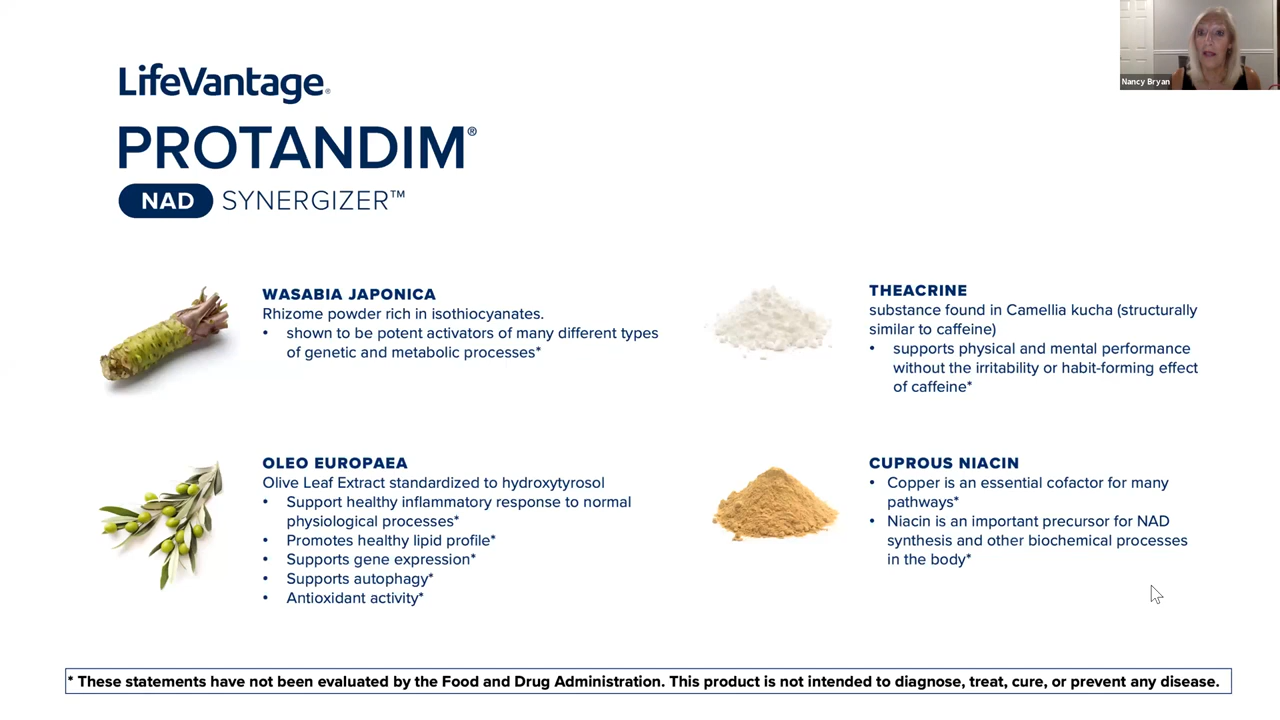 Nancy Bryan
LifeVantage®
PROTANDIM®
NAD SYNERGIZER™
WASABIA JAPONICA
Rhizome powder rich in isothiocyanates.
• shown to be potent activators of many different types
of genetic and metabolic processes*
THEACRINE
substance found in Camellia kucha (structurally
similar to caffeine)
• supports physical and mental performance
without the irritability or habit-forming effect
of caffeine*
OLEO EUROPAEA
Olive Leaf Extract standardized to hydroxytyrosol
• Support healthy inflammatory response to normal
physiological processes*
• Promotes healthy lipid profile*
• Supports gene expression*
• Supports autophagy*
• Antioxidant activity*
CUPROUS NIACIN
• Copper is an essential cofactor for many
pathways*
• Niacin is an important precursor for NAD
synthesis and other biochemical processes
in the body*
* These statements have not been evaluated by the Food and Drug Administration. This product is not intended to diagnose, treat, cure, or prevent any disease.